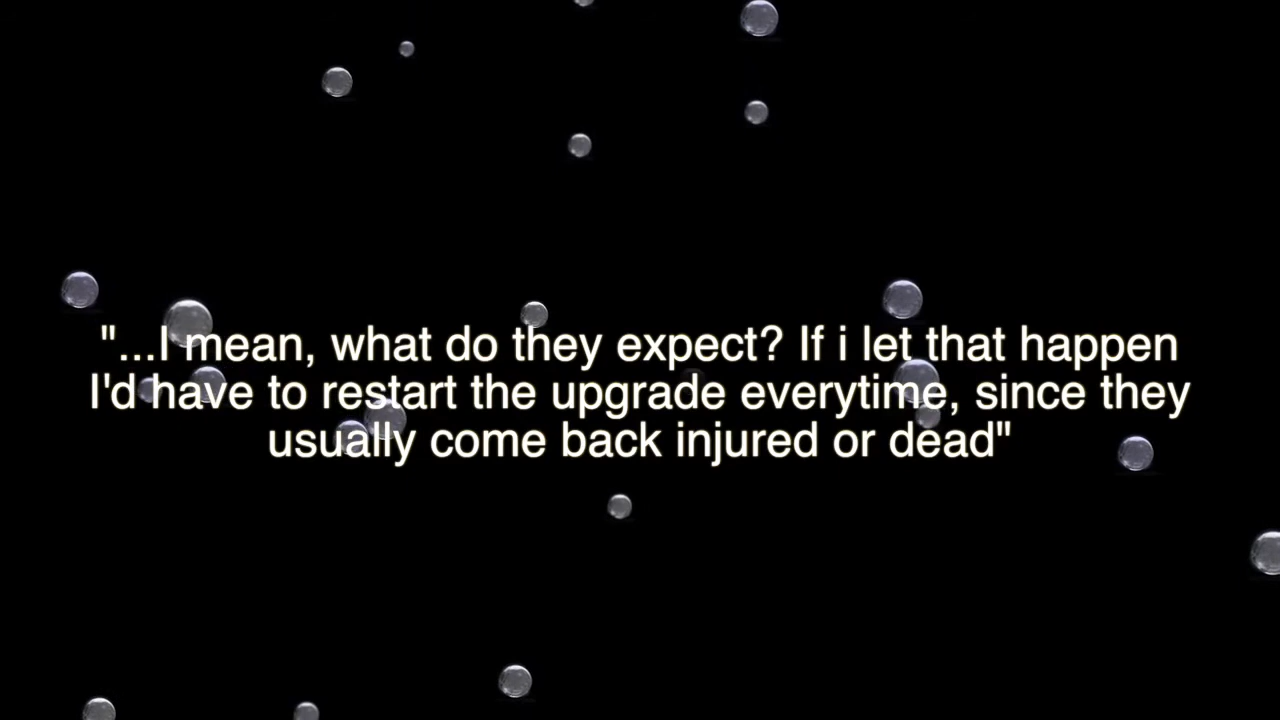 "...I mean, what do they expect? If i let that happen
I'd have to restart the upgrade everytime, since they
usually come back injured or dead"